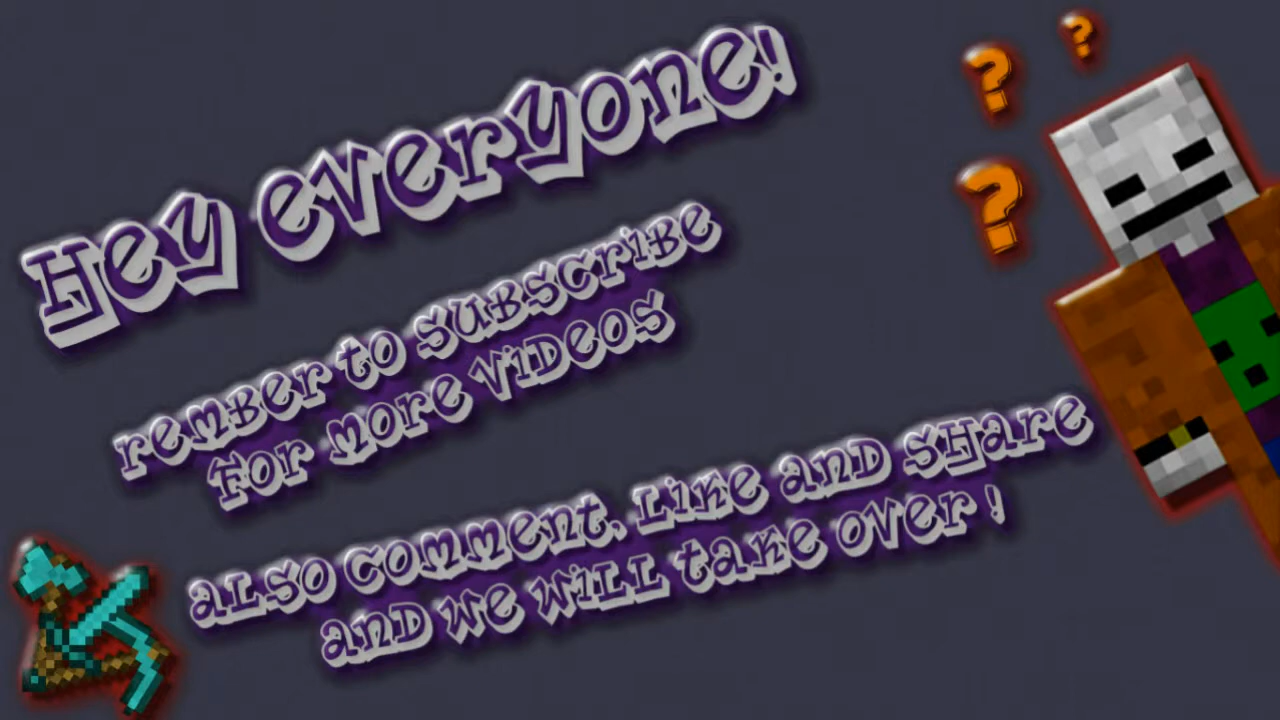 Hey everyone!
? ? ?
rember to subscribe
for more videos
also comment, like and share
and we will take over !